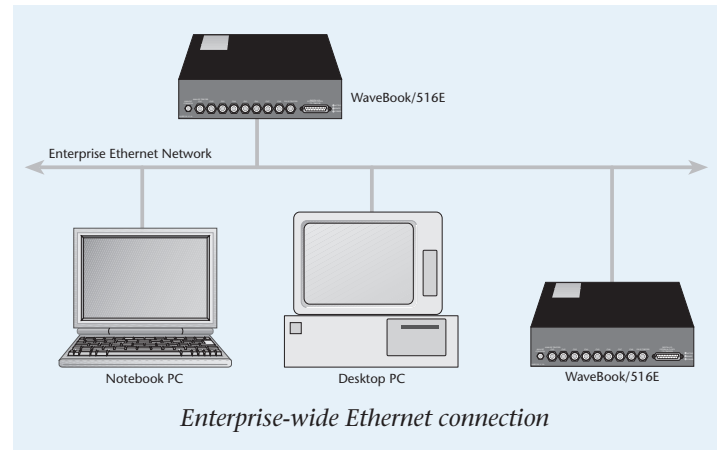 WaveBook/516E
Enterprise Ethernet Network
Notebook PC
Desktop PC
WaveBook/516E
Enterprise-wide Ethernet connection